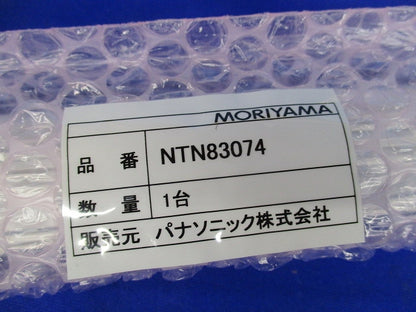 MORIYAMA
品 番 NTN83074
数 量 1台
販売元 パナソニック株式会社